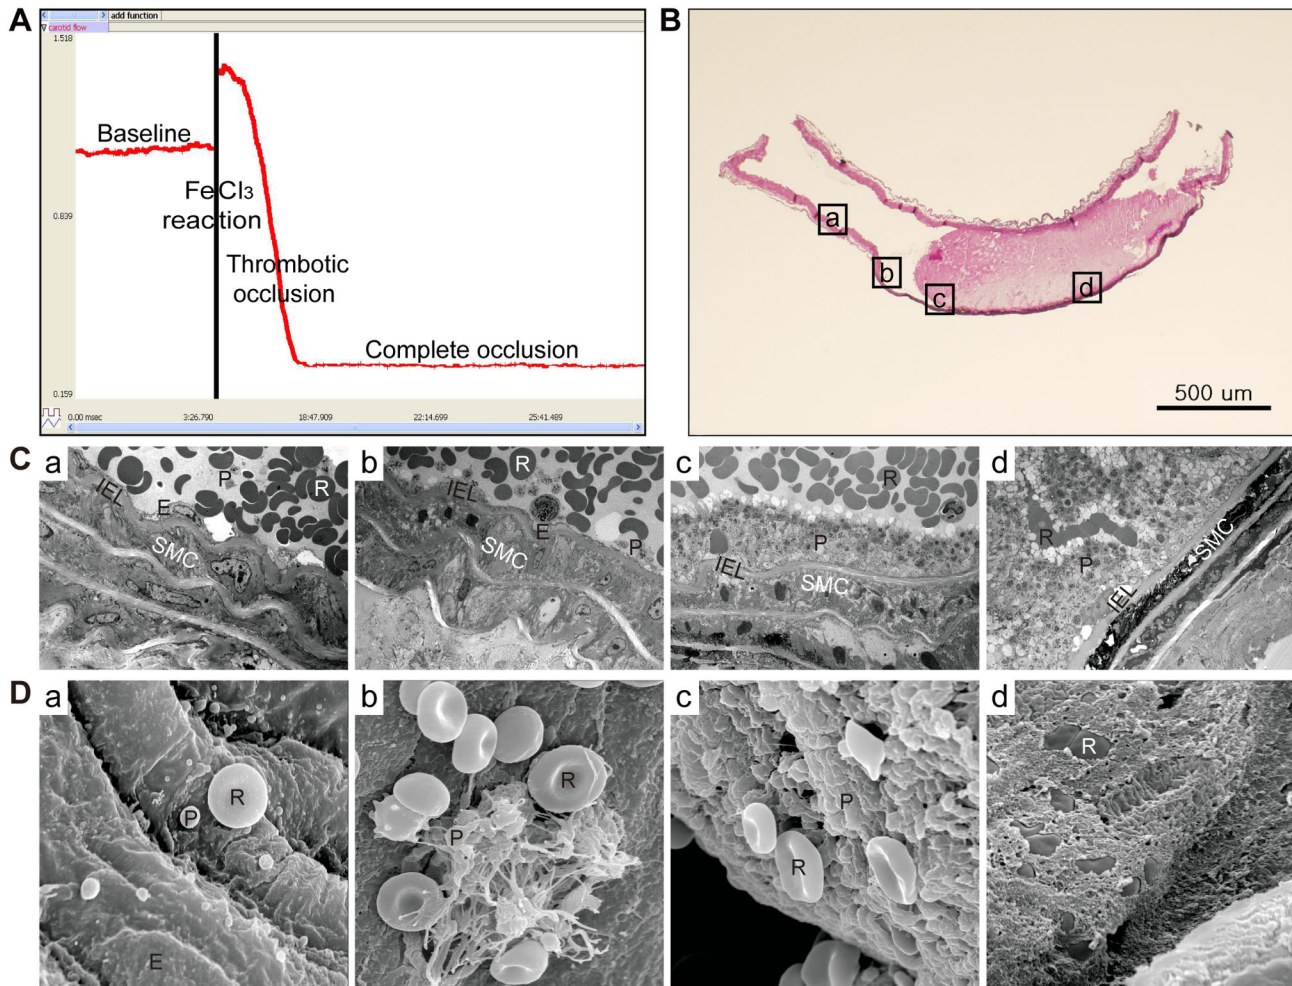 A
add function
carotid flow
1.518
Baseline
FeCl3
reaction
0.839
Thrombotic
occlusion
Complete occlusion
0.159
0.00 msec
3:26.790
18:47.909
22:14.699
25:41.489
B
a
b
c
d
500 um
C
a
IEL
E
P
R
SMC
b
IEL
R
E
SMC
P
c
R
P
IEL
SMC
d
R
P
SMC
IEL
D
a
R
P
E
b
R
P
c
P
R
d
R